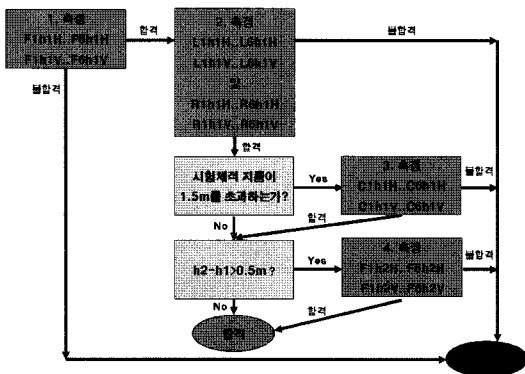 1. 측정
F1h1H..F6h1H
F1h1V..F6h1V
합격
불합격
2. 측정
L1h1H..L6h1H
L1h1V..L6h1V
및
R1h1H..R6h1H
R1h1V..R6h1V
불합격
합격
시험체적 지름이
1.5m를 초과하는가?
Yes
3. 측정
C1h1H..C6h1H
C1h1V..C6h1V
불합격
No
합격
h2-h1>0.5m?
Yes
4. 측정
F1h2H..F6h2H
F1h2V..F6h2V
불합격
No
합격
합격